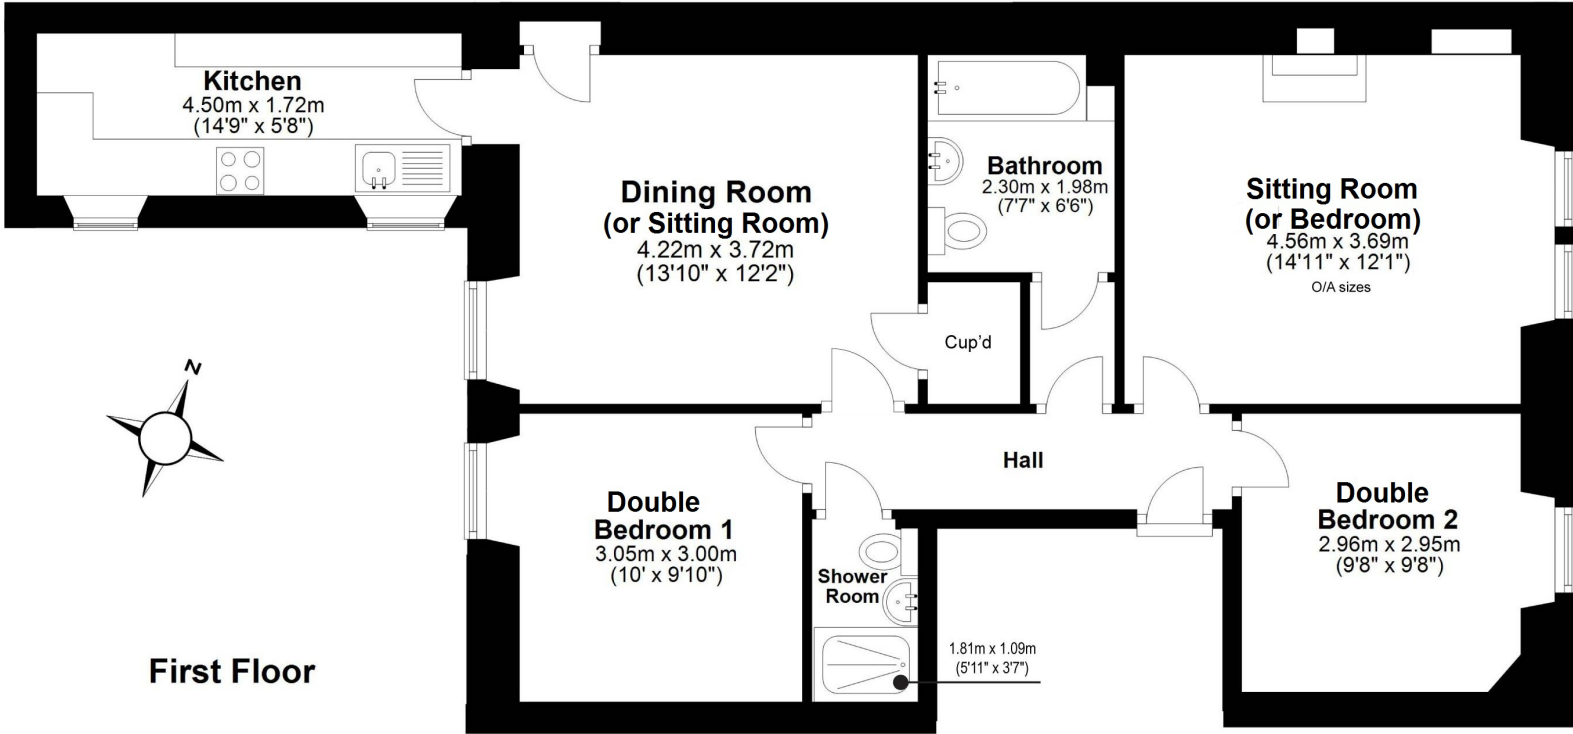 Kitchen
4.50m x 1.72m
(14'9" x 5'8")
Dining Room
(or Sitting Room)
4.22m x 3.72m
(13'10" x 12'2")
Bathroom
2.30m x 1.98m
(7'7" x 6'6")
Sitting Room
(or Bedroom)
4.56m x 3.69m
(14'11" x 12'1")
O/A sizes
Cup'd
N
Hall
Double
Bedroom 1
3.05m x 3.00m
(10' x 9'10")
Double
Bedroom 2
2.96m x 2.95m
(9'8" x 9'8")
Shower
Room
1.81m x 1.09m
(5'11" x 3'7")
First Floor